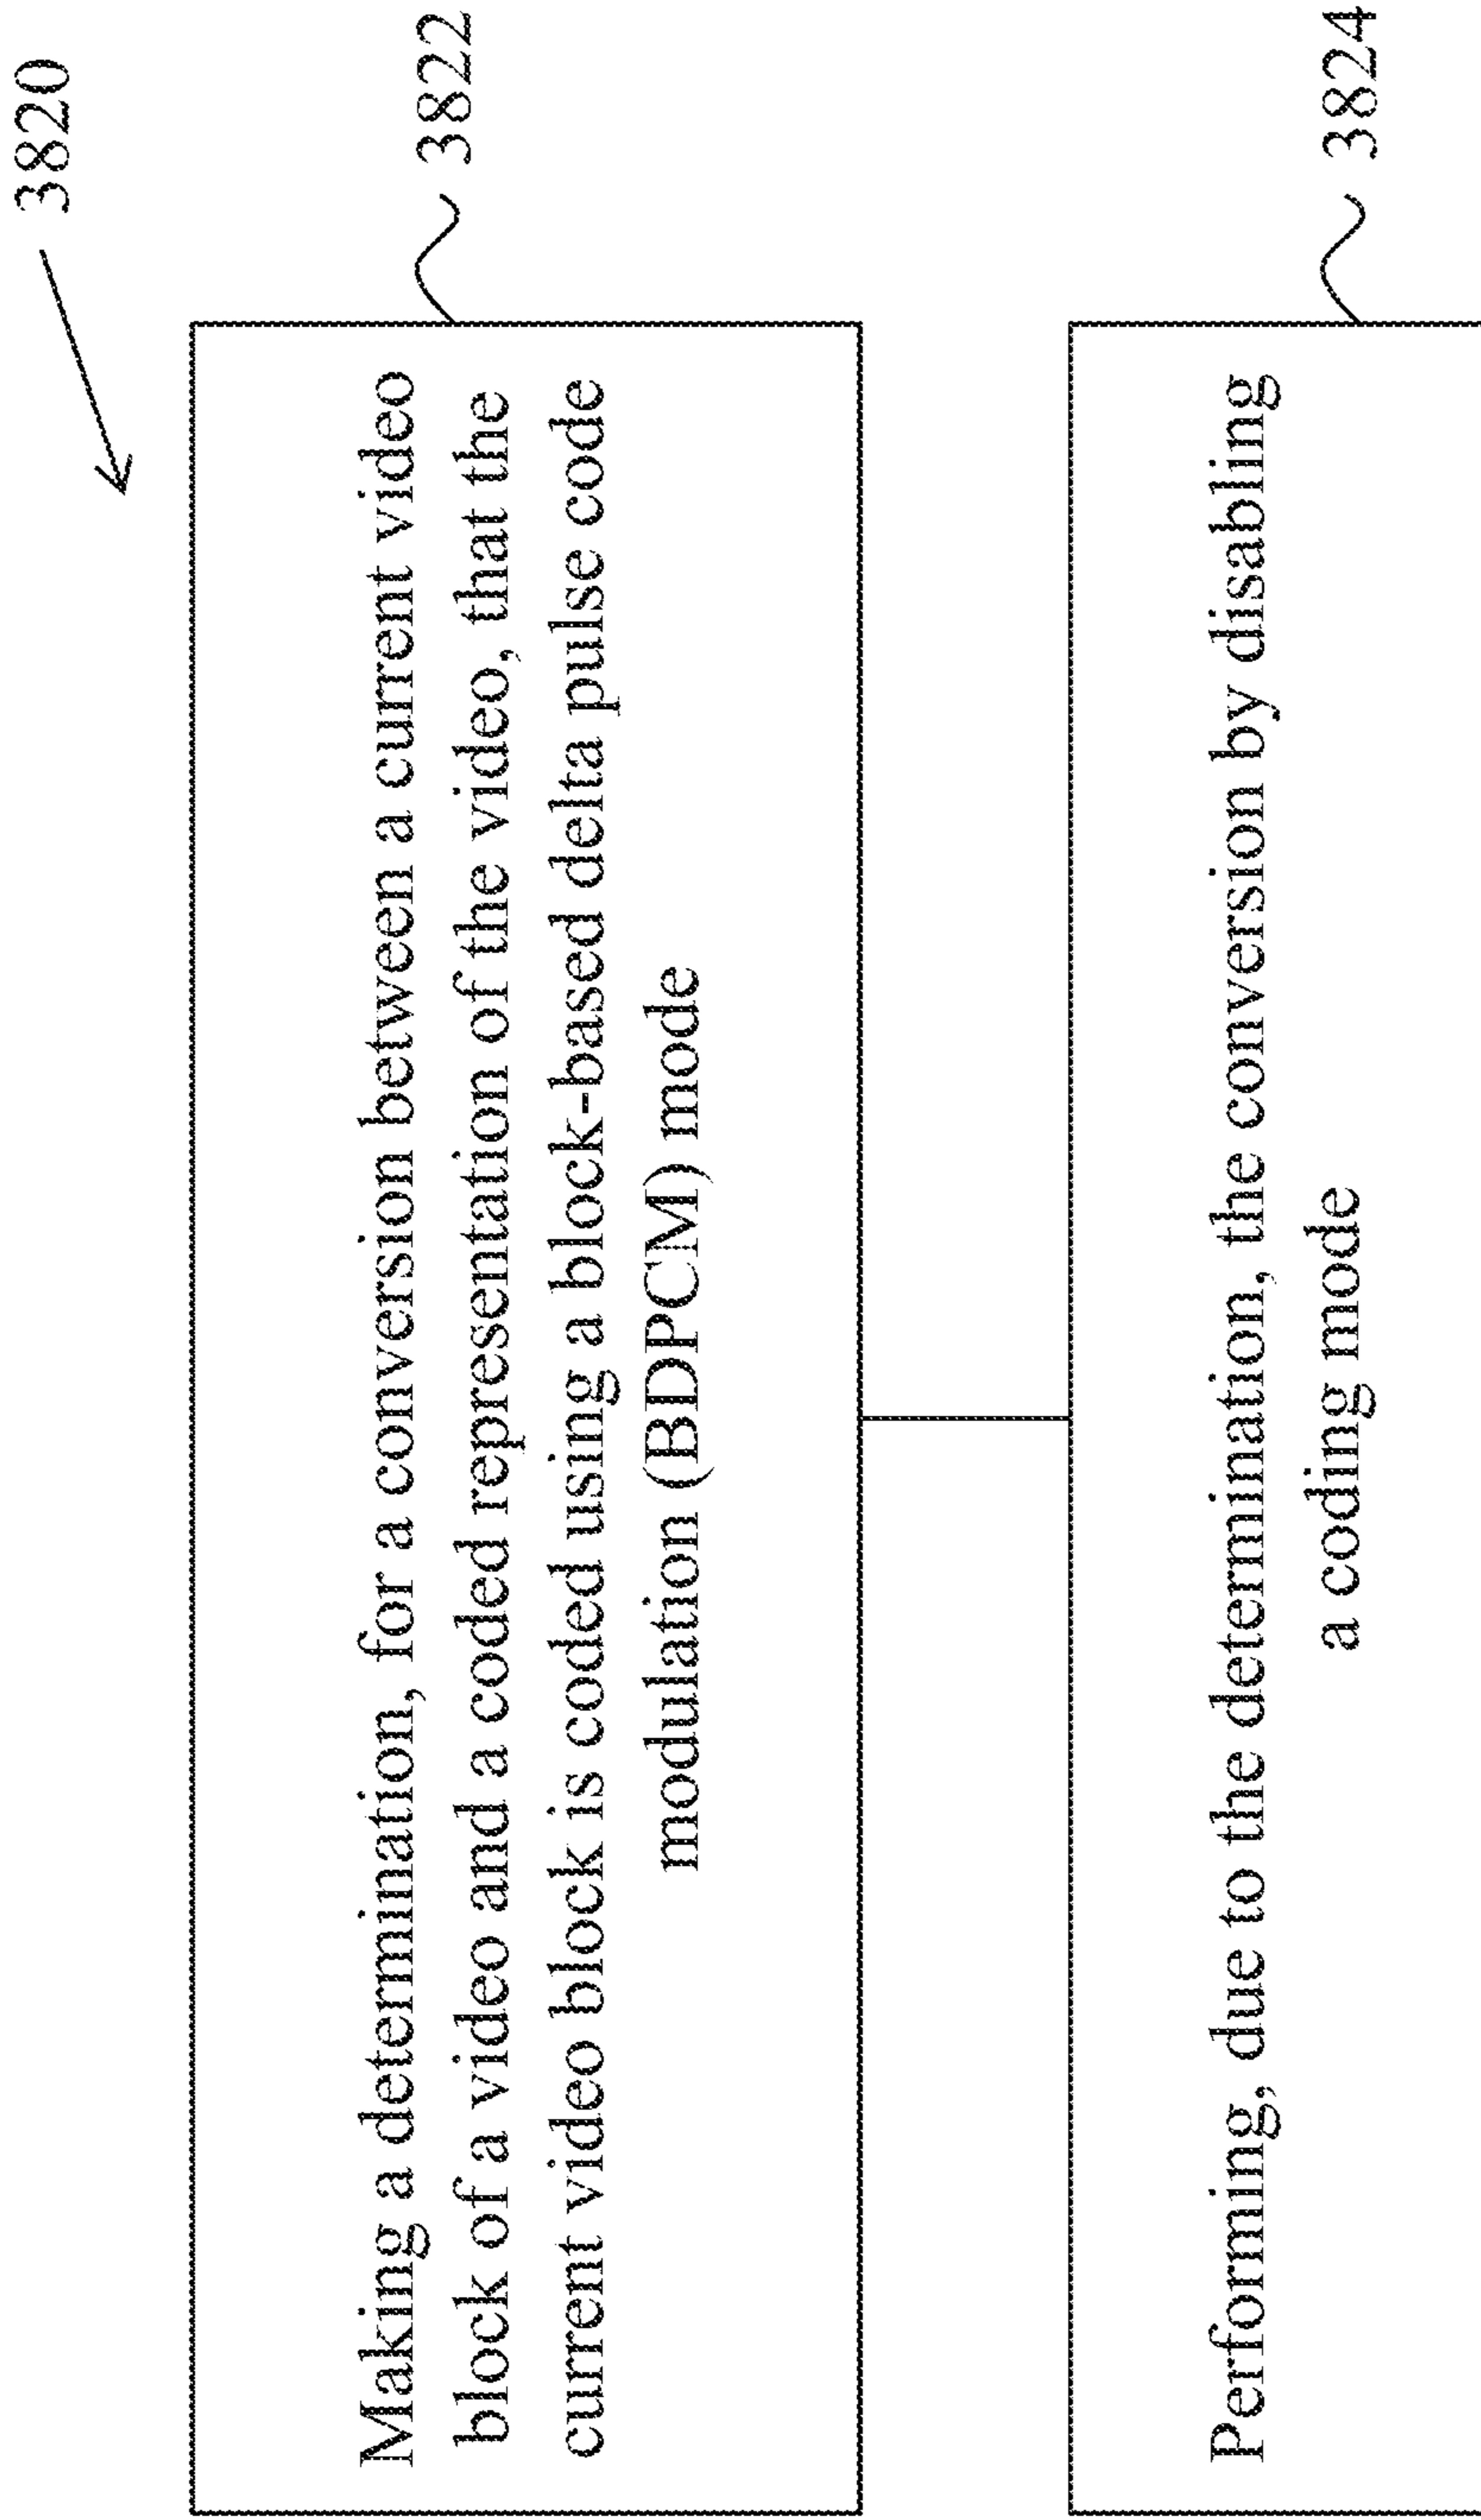 3820
Making a determination, for a conversion between a current video
block of a video and a coded representation of the video, that the
current video block is coded using a block-based delta pulse code
modulation (BDPCM) mode
3822
Performing, due to the determination, the conversion by disabling
a coding mode
3824